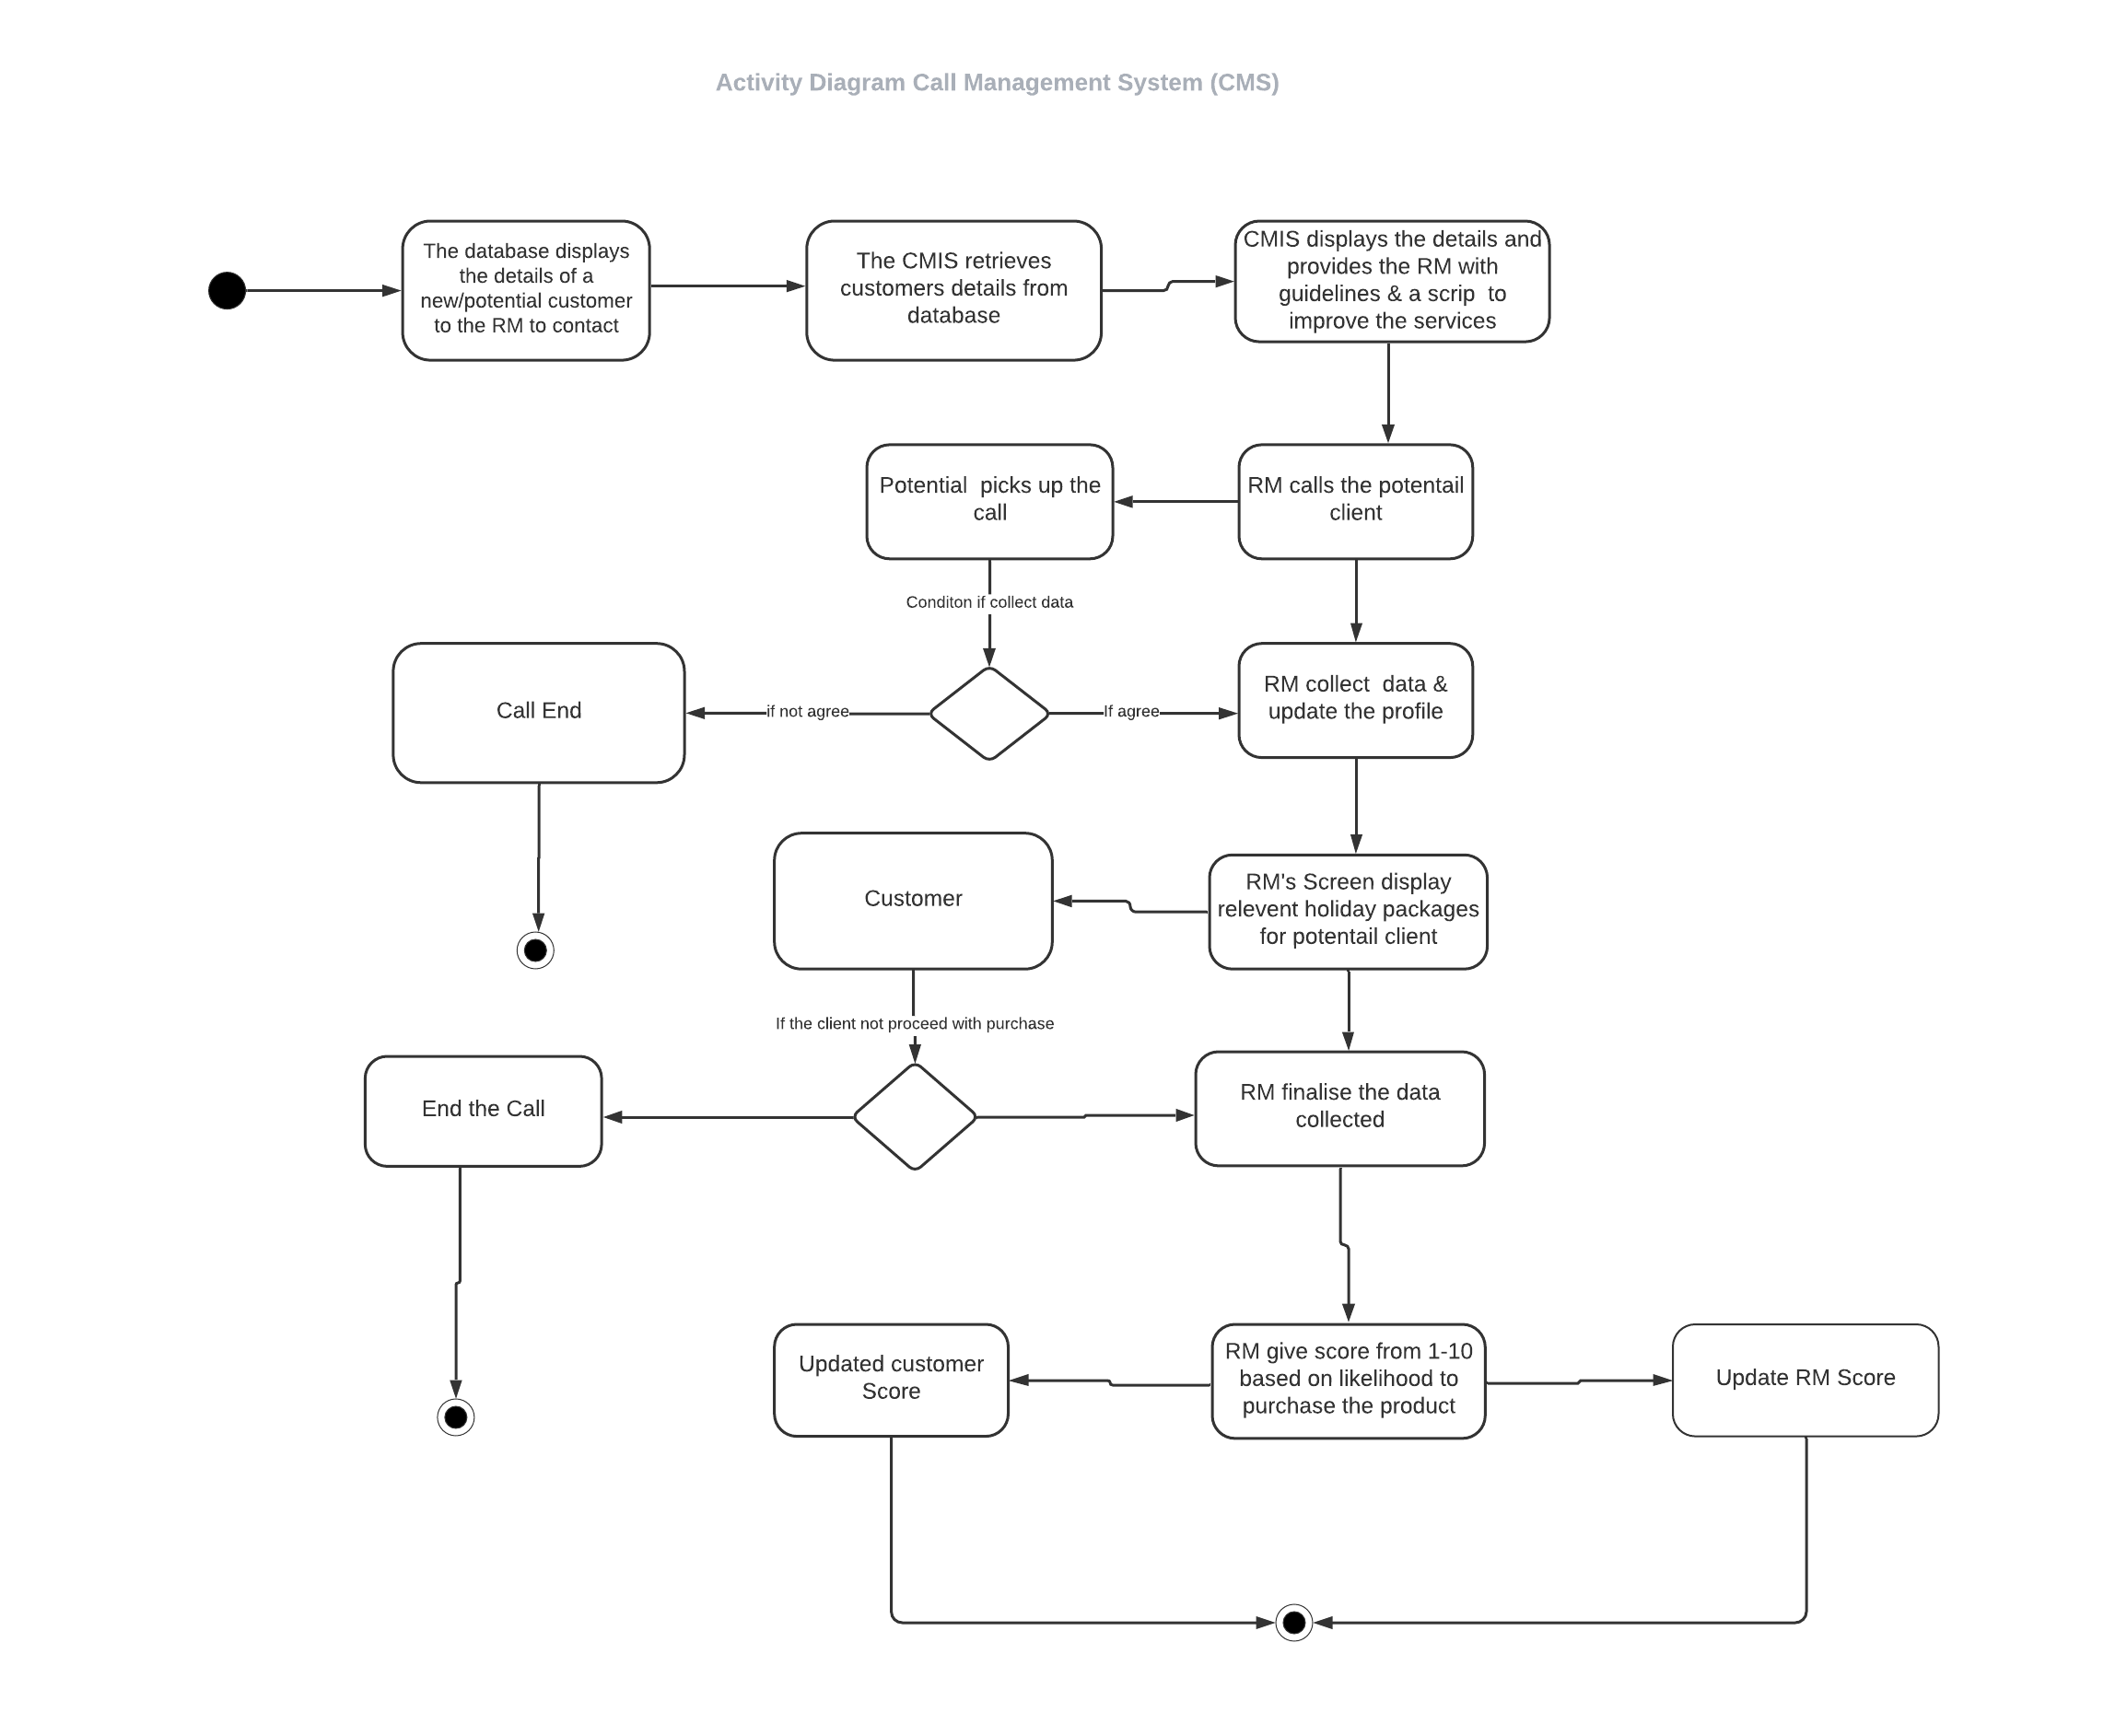 Activity Diagram Call Management System (CMS)
The database displays
the details of a
new/potential customer
to the RM to contact
The CMIS retrieves
customers details from
database
CMIS displays the details and
provides the RM with
guidelines & a scrip  to
improve the services
Potential  picks up the
call
RM calls the potentail
client
Conditon if collect data
Call End
if not agree
If agree
RM collect  data &
update the profile
Customer
RM's Screen display
relevent holiday packages
for potentail client
If the client not proceed with purchase
End the Call
RM finalise the data
collected
Updated customer
Score
RM give score from 1-10
based on likelihood to
purchase the product
Update RM Score